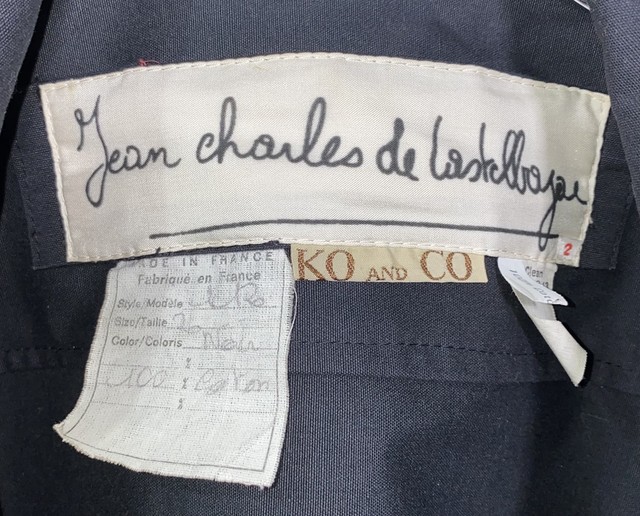 Jean charles de Castelbajac
2
MADE IN FRANCE
Fabriqué en France
Style/Modèle
Size/Taille
Color/Coloris Noir
100 % Coton
%
%
KO AND CO
Clean